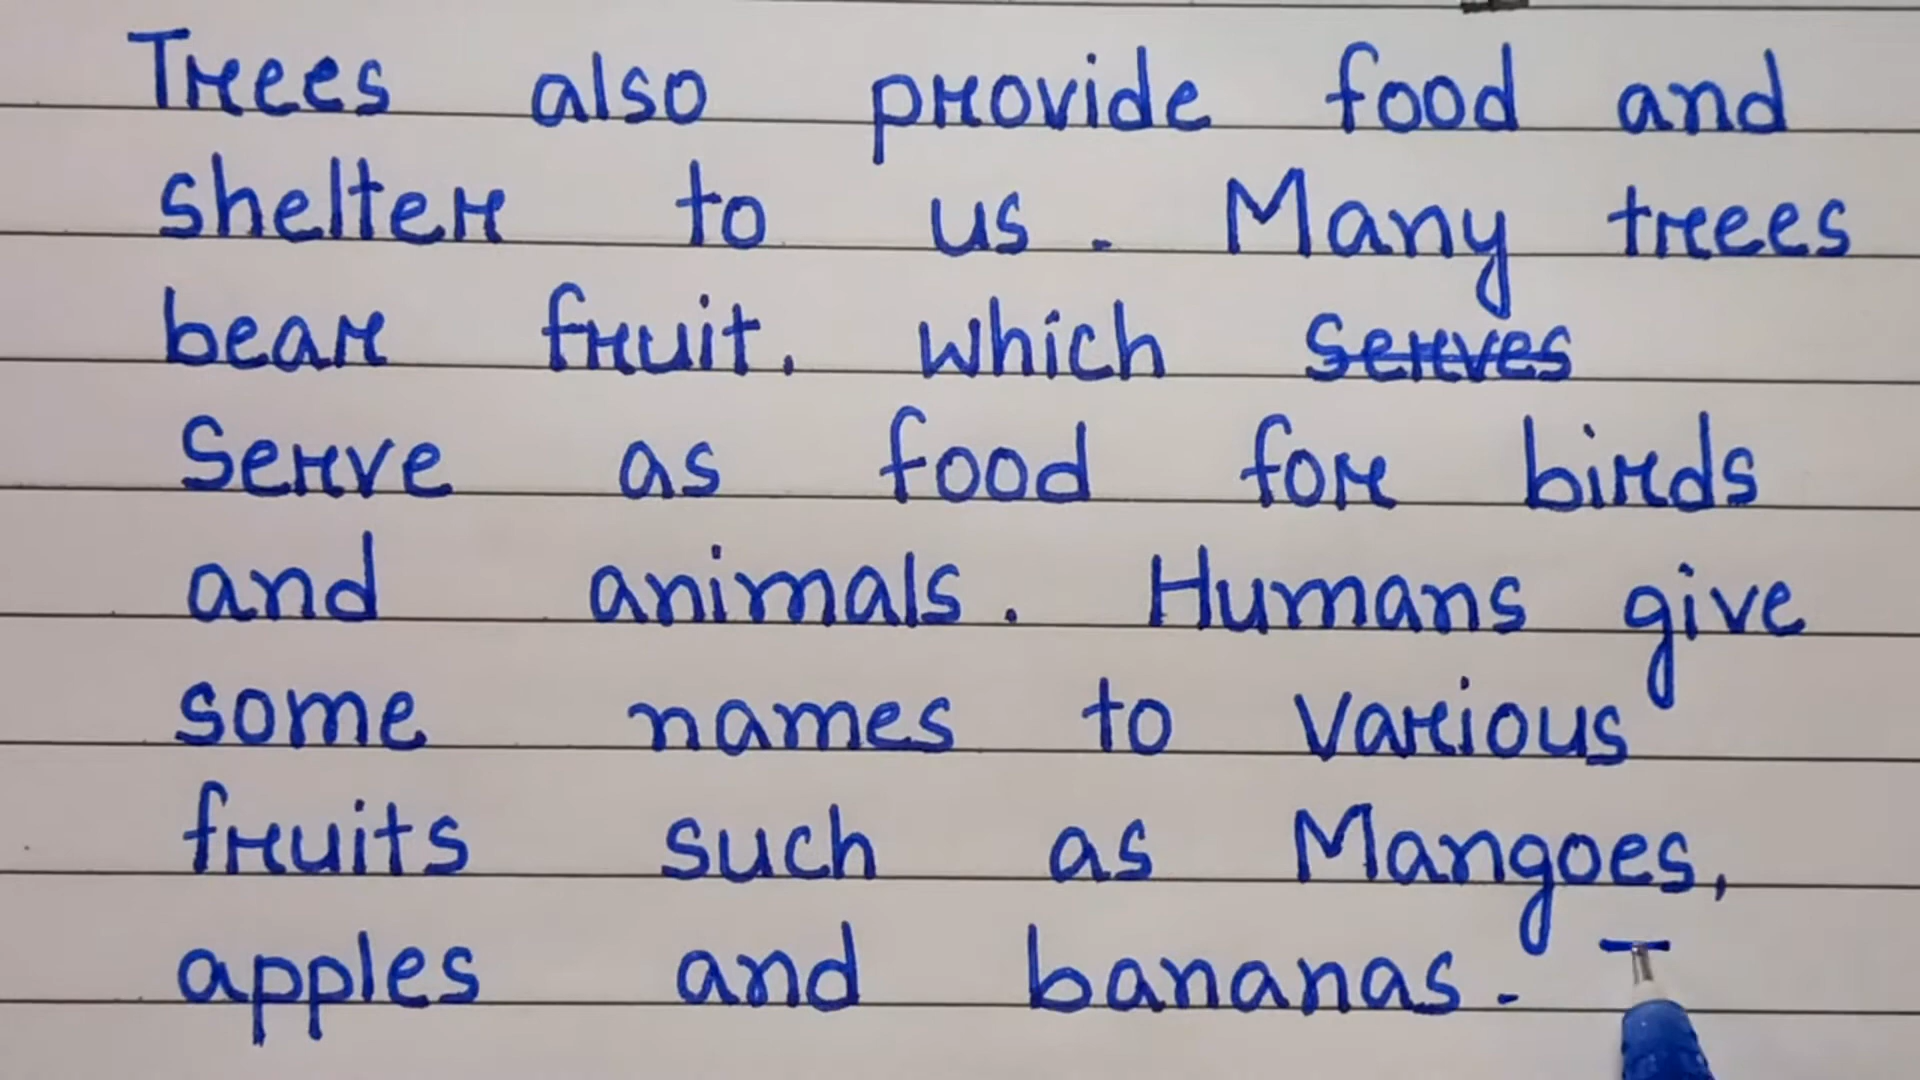 Trees also provide food and
shelter to us. Many trees
bear fruit. which serves
Serve as food for birds
and animals. Humans give
some names to various
fruits such as Mangoes,
apples and bananas.